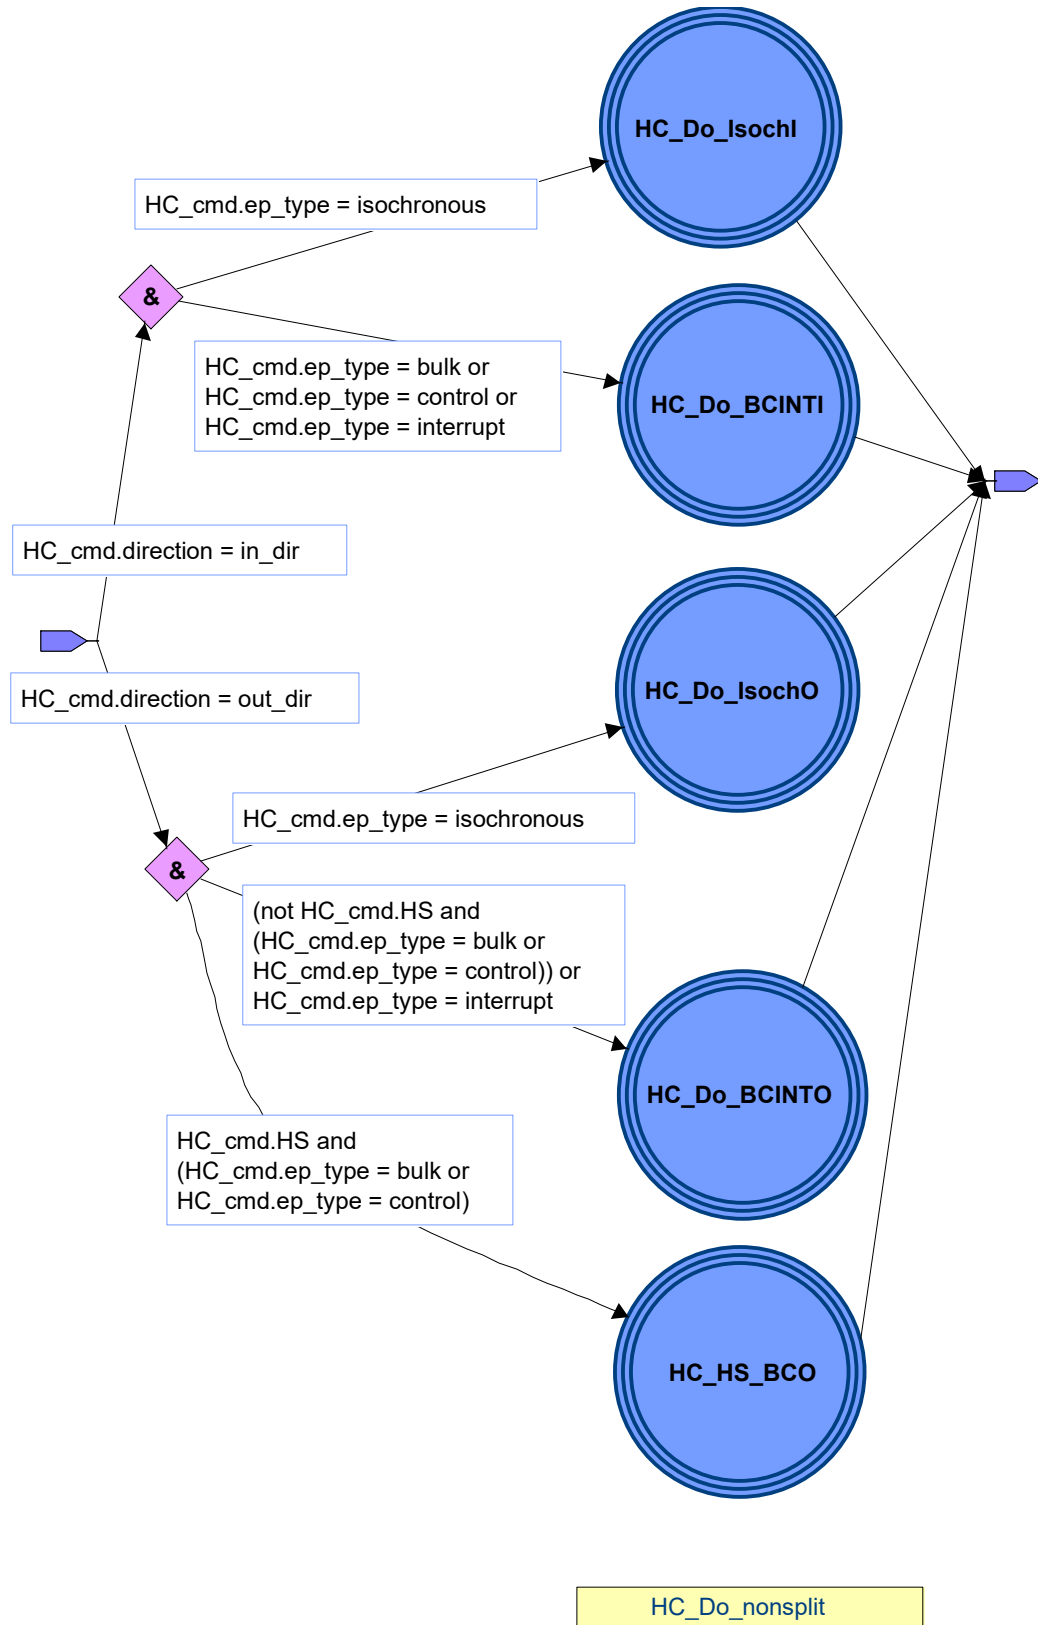 HC_Do_IsochI
HC_cmd.ep_type = isochronous
&
HC_cmd.ep_type = bulk or
HC_cmd.ep_type = control or
HC_cmd.ep_type = interrupt
HC_Do_BCINTI
HC_cmd.direction = in_dir
HC_cmd.direction = out_dir
HC_Do_IsochO
HC_cmd.ep_type = isochronous
&
(not HC_cmd.HS and
(HC_cmd.ep_type = bulk or
HC_cmd.ep_type = control)) or
HC_cmd.ep_type = interrupt
HC_Do_BCINTO
HC_cmd.HS and
(HC_cmd.ep_type = bulk or
HC_cmd.ep_type = control)
HC_HS_BCO
HC_Do_nonsplit